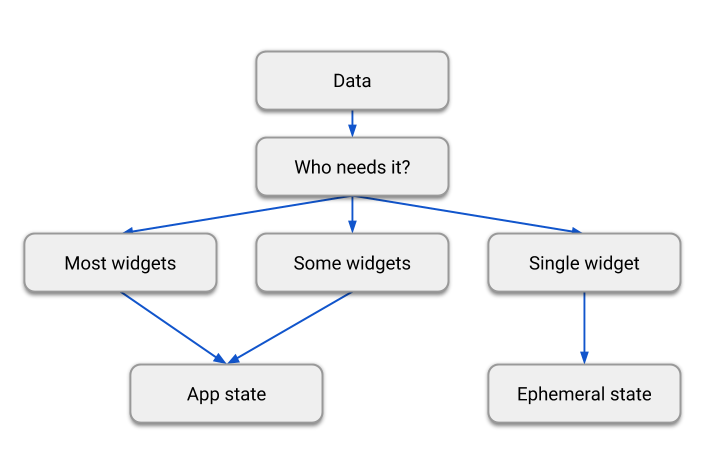 Data
Who needs it?
Most widgets
Some widgets
Single widget
App state
Ephemeral state